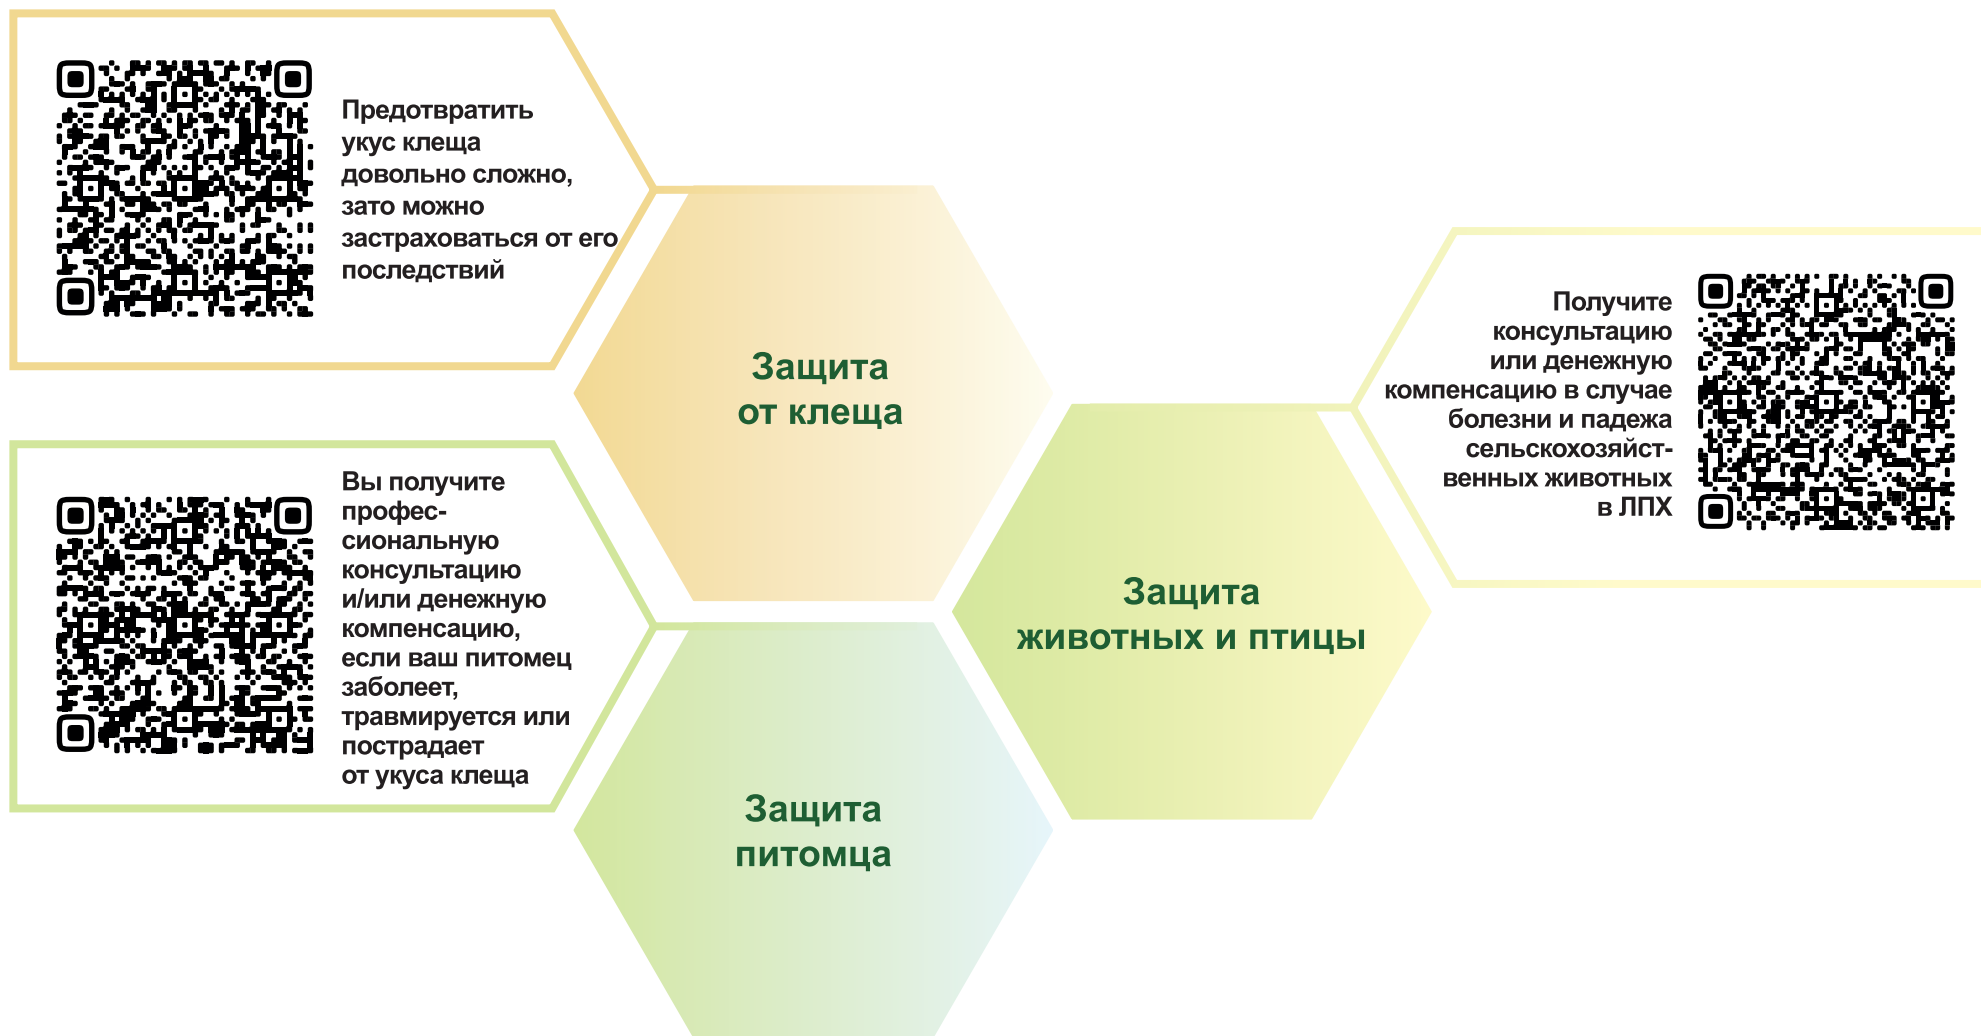 Предотвратить
укус клеща
довольно сложно,
зато можно
застраховаться от его
последствий
Защита
от клеща
Получите
консультацию
или денежную
компенсацию в случае
болезни и падежа
сельскохозяйст-
венных животных
в ЛПХ
Защита
животных и птицы
Вы получите
профес-
сиональную
консультацию
и/или денежную
компенсацию,
если ваш питомец
заболеет,
травмируется или
пострадает
от укуса клеща
Защита
питомца